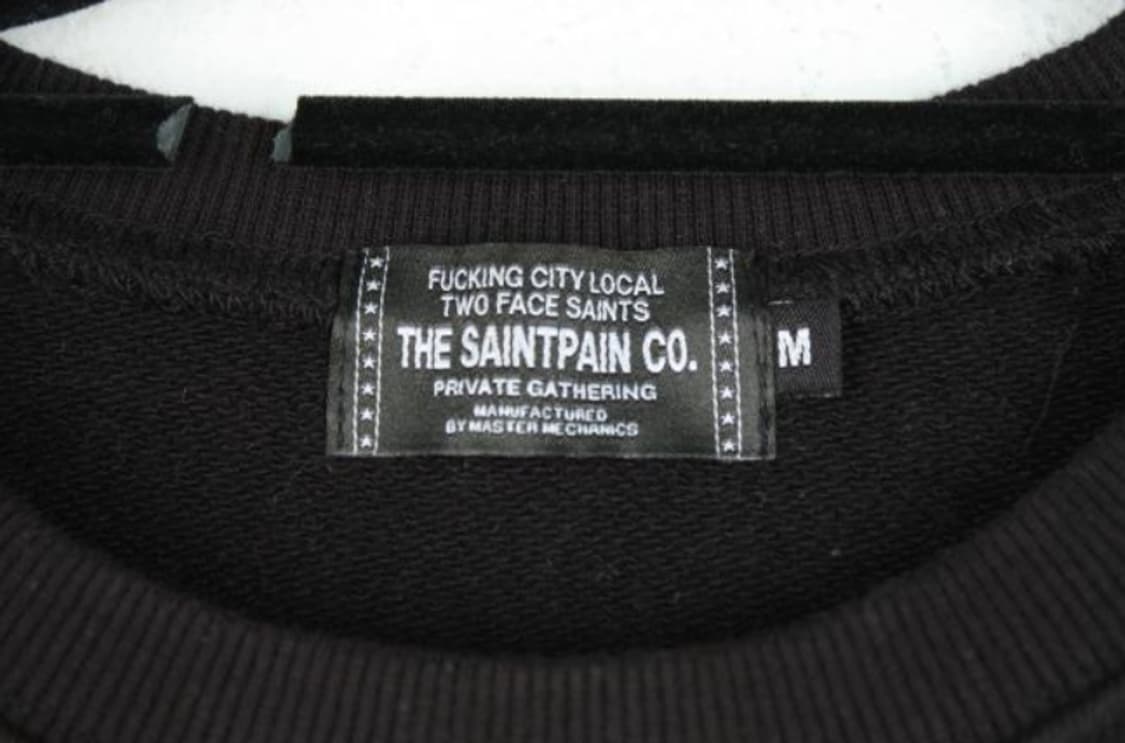 FUCKING CITY LOCAL
TWO FACE SAINTS
THE SAINTPAIN CO.
PRIVATE GATHERING
MANUFACTURED
BY MASTER MECHANICS
M